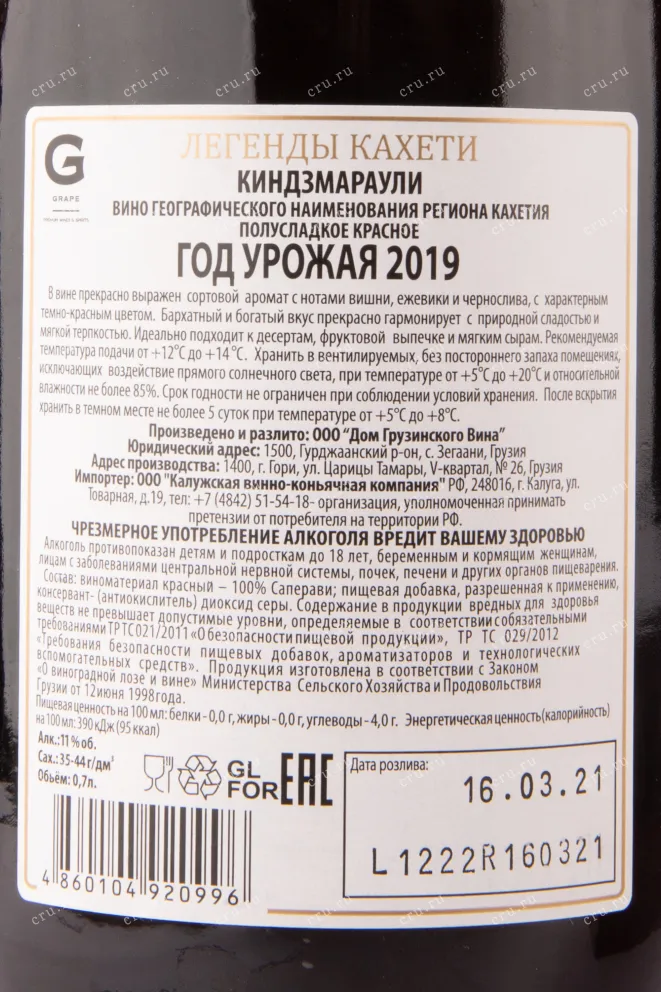 G
GRAPE
ЛЕГЕНДЫ КАХЕТИ
КИНДЗМАРАУЛИ
ВИНО ГЕОГРАФИЧЕСКОГО НАИМЕНОВАНИЯ РЕГИОНА КАХЕТИЯ
ПОЛУСЛАДКОЕ КРАСНОЕ
ГОД УРОЖАЯ 2019
В вине прекрасно выражен сортовой аромат с нотами вишни, ежевики и чернослива, с характерным
темно-красным цветом. Бархатный и богатый вкус прекрасно гармонирует с природной сладостью и
мягкой терпкостью. Идеально подходит к десертам, фруктовой выпечке и мягким сырам. Рекомендуемая
температура подачи от +12°C до +14°C. Хранить в вентилируемых, без постороннего запаха помещениях,
исключающих воздействие прямого солнечного света, при температуре от +5°C до +20°C и относительной
влажности не более 85%. Срок годности не ограничен при соблюдении условий хранения. После вскрытия
хранить в темном месте не более 5 суток при температуре от +5°C до +8°C.
Произведено и разлито: ООО "Дом Грузинского Вина"
Юридический адрес: 1500, Гурджаанский р-он, с. Зегаани, Грузия
Адрес производства: 1400, г. Гори, ул. Царицы Тамары, V-квартал, № 26, Грузия
Импортер: ООО "Калужская винно-коньячная компания" РФ, 248016, г. Калуга, ул.
Товарная, д.19, тел: +7 (4842) 51-54-18- организация, уполномоченная принимать
претензии от потребителя на территории РФ.
ЧРЕЗМЕРНОЕ УПОТРЕБЛЕНИЕ АЛКОГОЛЯ ВРЕДИТ ВАШЕМУ ЗДОРОВЬЮ
Алкоголь противопоказан детям и подросткам до 18 лет, беременным и кормящим женщинам,
лицам с заболеваниями центральной нервной системы, почек, печени и других органов пищеварения.
Состав: виноматериал красный – 100% Саперави; пищевая добавка, разрешенная к применению,
консервант- (антиокислитель) диоксид серы. Содержание в продукции вредных для здоровья
веществ не превышает допустимые уровни, определяемые в соответствии с обязательными
требованиями ТР ТС 021/2011 «О безопасности пищевой продукции», ТР ТС 029/2012
«Требования безопасности пищевых добавок, ароматизаторов и технологических
вспомогательных средств». Продукция изготовлена в соответствии с Законом
«О виноградной лозе и вине» Министерства Сельского Хозяйства и Продовольствия
Грузии от 12июня 1998года.
Пищевая ценность на 100 мл: белки - 0,0 г, жиры - 0,0 г, углеводы - 4,0 г. Энергетическая ценность (калорийность)
на 100 мл: 390 кДж (95 ккал)
Алк.: 11 % об.
Сах.: 35-44 г/дм³
Обьём: 0,7л.
GL
FOR
EAC
Дата розлива:
16.03.21
L1222R160321
4 860104 920996